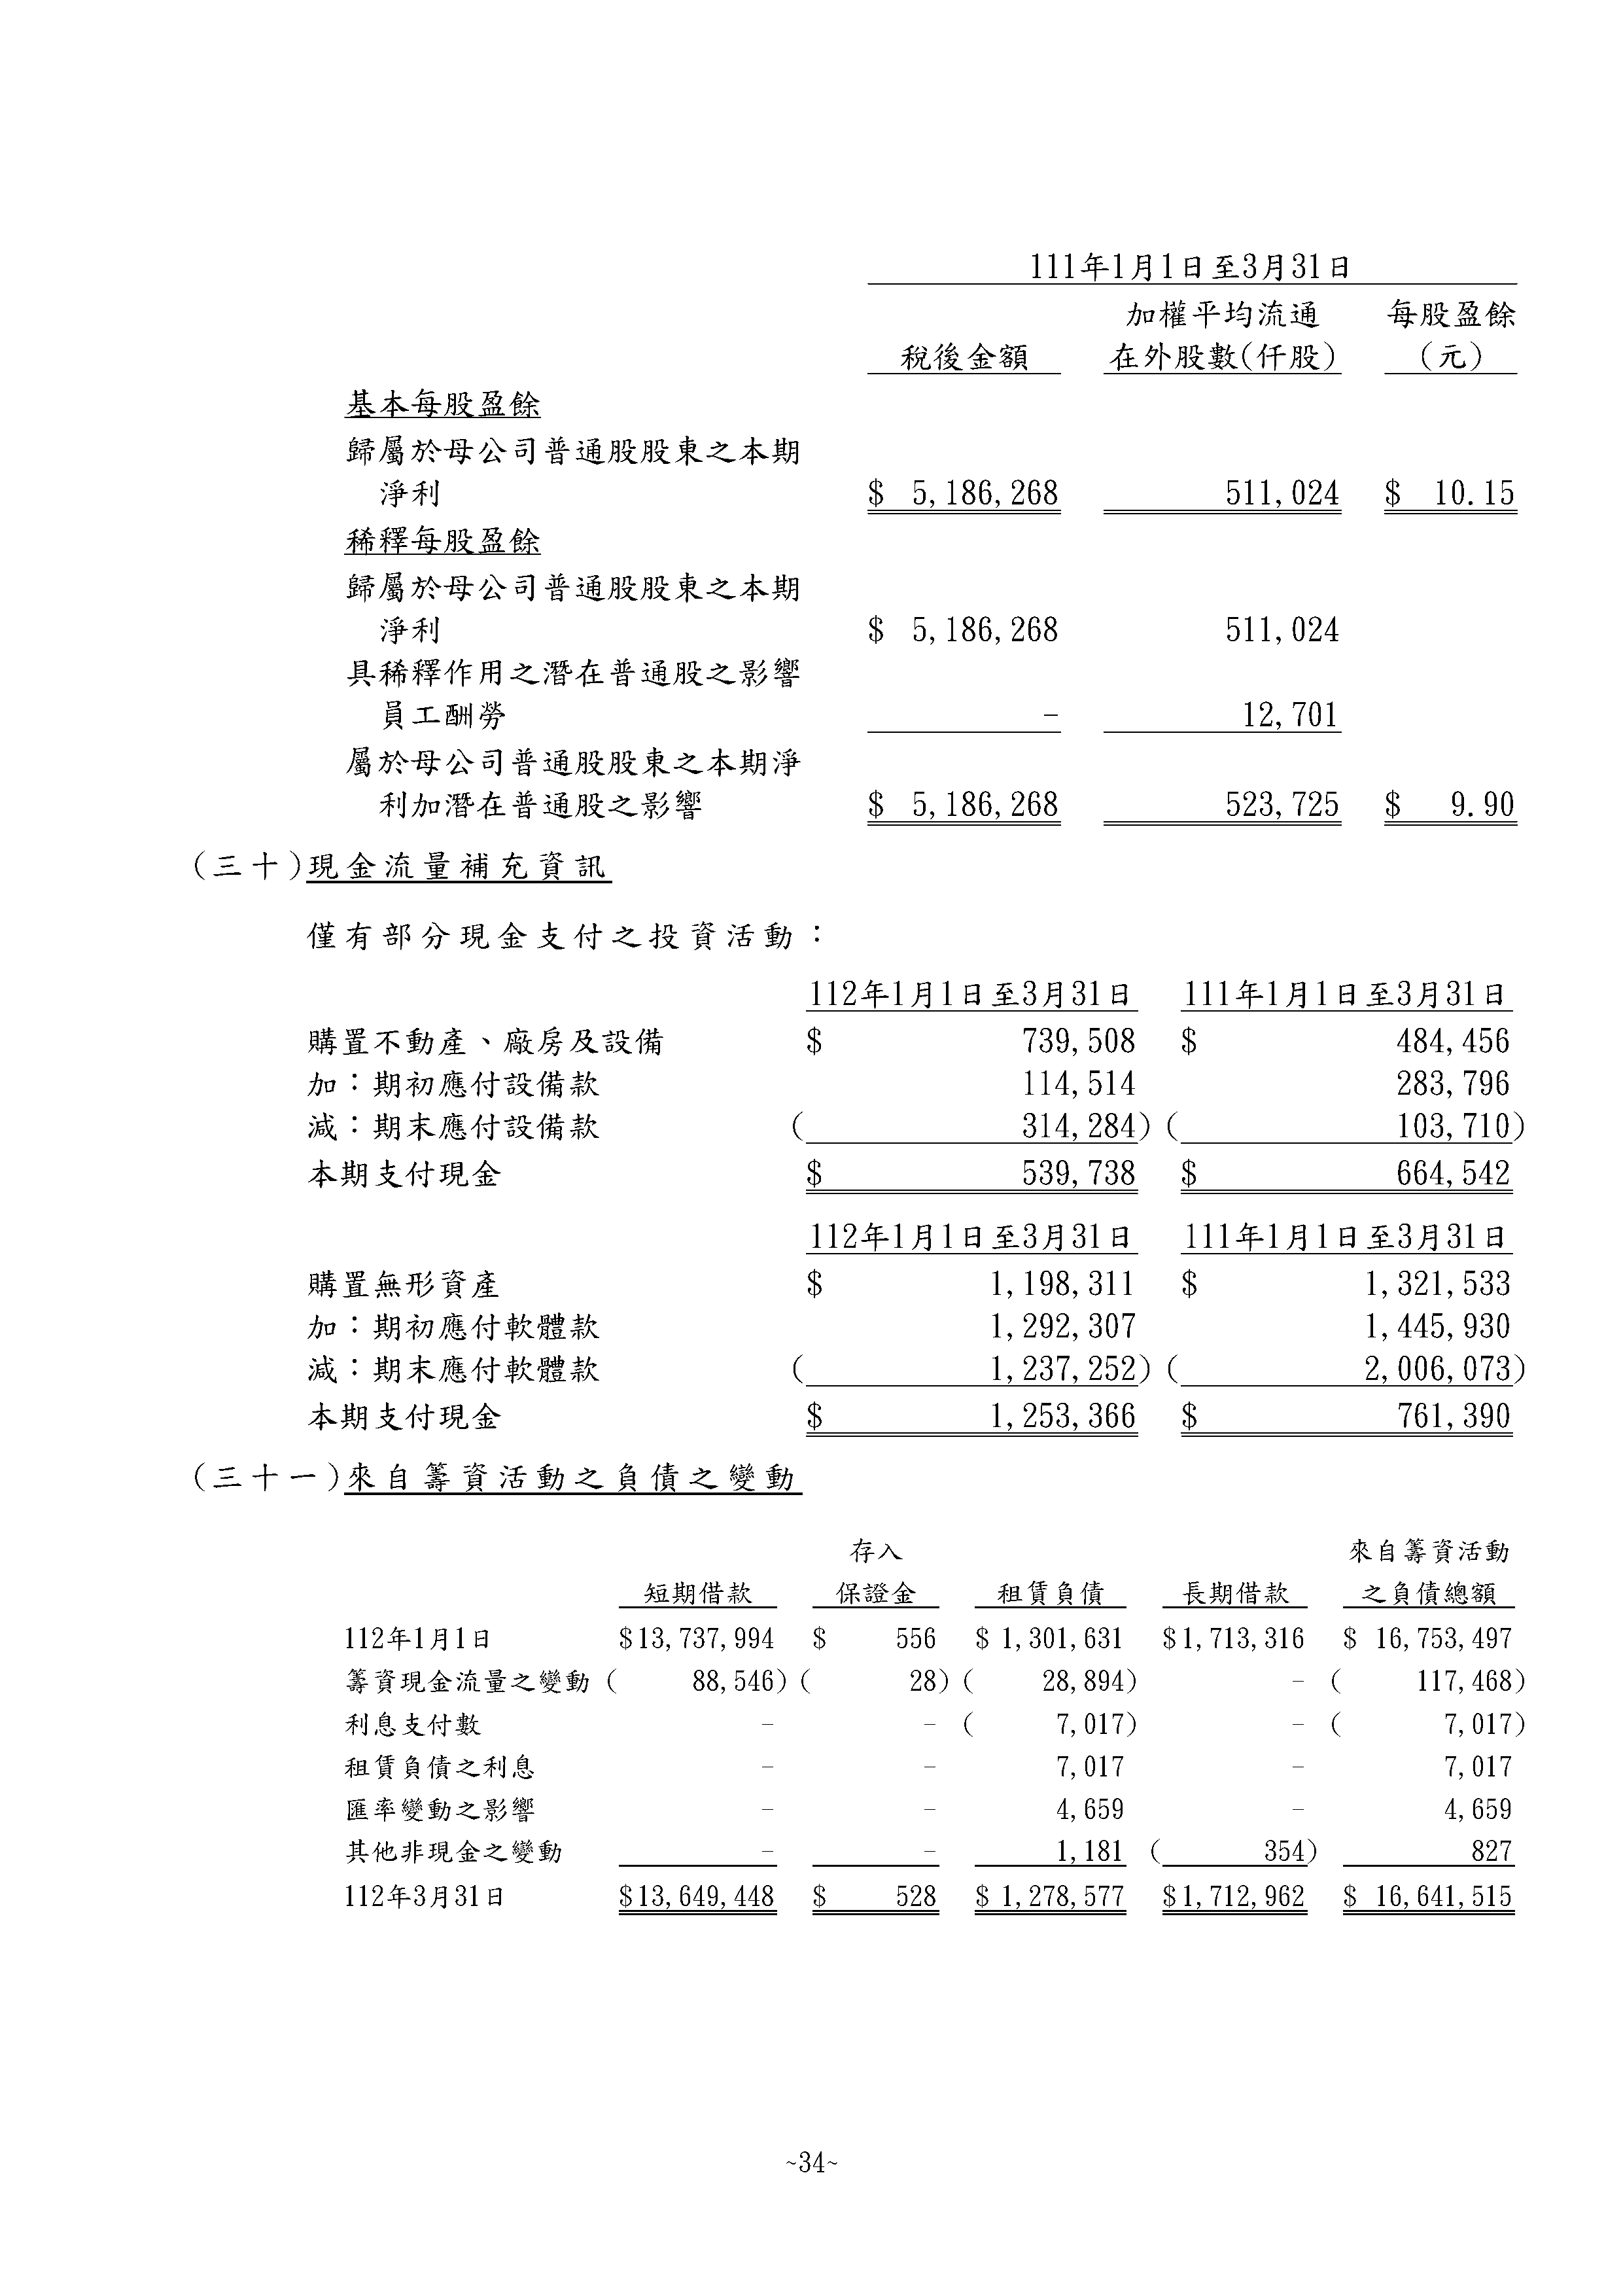 111年1月1日至3月31日
加權平均流通 每股盈餘
稅後金額 在外股數(仟股) (元)
基本每股盈餘
歸屬於母公司普通股股東之本期
淨利 $ 5,186,268 511,024 $ 10.15
稀釋每股盈餘
歸屬於母公司普通股股東之本期
淨利 $ 5,186,268 511,024
具稀釋作用之潛在普通股之影響
員工酬勞 - 12,701
屬於母公司普通股股東之本期淨
利加潛在普通股之影響 $ 5,186,268 523,725 $ 9.90
(三十)現金流量補充資訊
僅有部分現金支付之投資活動：
112年1月1日至3月31日 111年1月1日至3月31日
購置不動產、廠房及設備 $ 739,508 $ 484,456
加：期初應付設備款 114,514 283,796
減：期末應付設備款 ( 314,284) ( 103,710)
本期支付現金 $ 539,738 $ 664,542
112年1月1日至3月31日 111年1月1日至3月31日
購置無形資產 $ 1,198,311 $ 1,321,533
加：期初應付軟體款 1,292,307 1,445,930
減：期末應付軟體款 ( 1,237,252) ( 2,006,073)
本期支付現金 $ 1,253,366 $ 761,390
(三十一)來自籌資活動之負債之變動
存入 來自籌資活動
短期借款 保證金 租賃負債 長期借款 之負債總額
112年1月1日 $13,737,994 $ 556 $ 1,301,631 $1,713,316 $ 16,753,497
籌資現金流量之變動 ( 88,546) ( 28) ( 28,894) - ( 117,468)
利息支付數 - - ( 7,017) - ( 7,017)
租賃負債之利息 - - 7,017 - 7,017
匯率變動之影響 - - 4,659 - 4,659
其他非現金之變動 - - 1,181 ( 354) 827
112年3月31日 $13,649,448 $ 528 $ 1,278,577 $1,712,962 $ 16,641,515
~34~